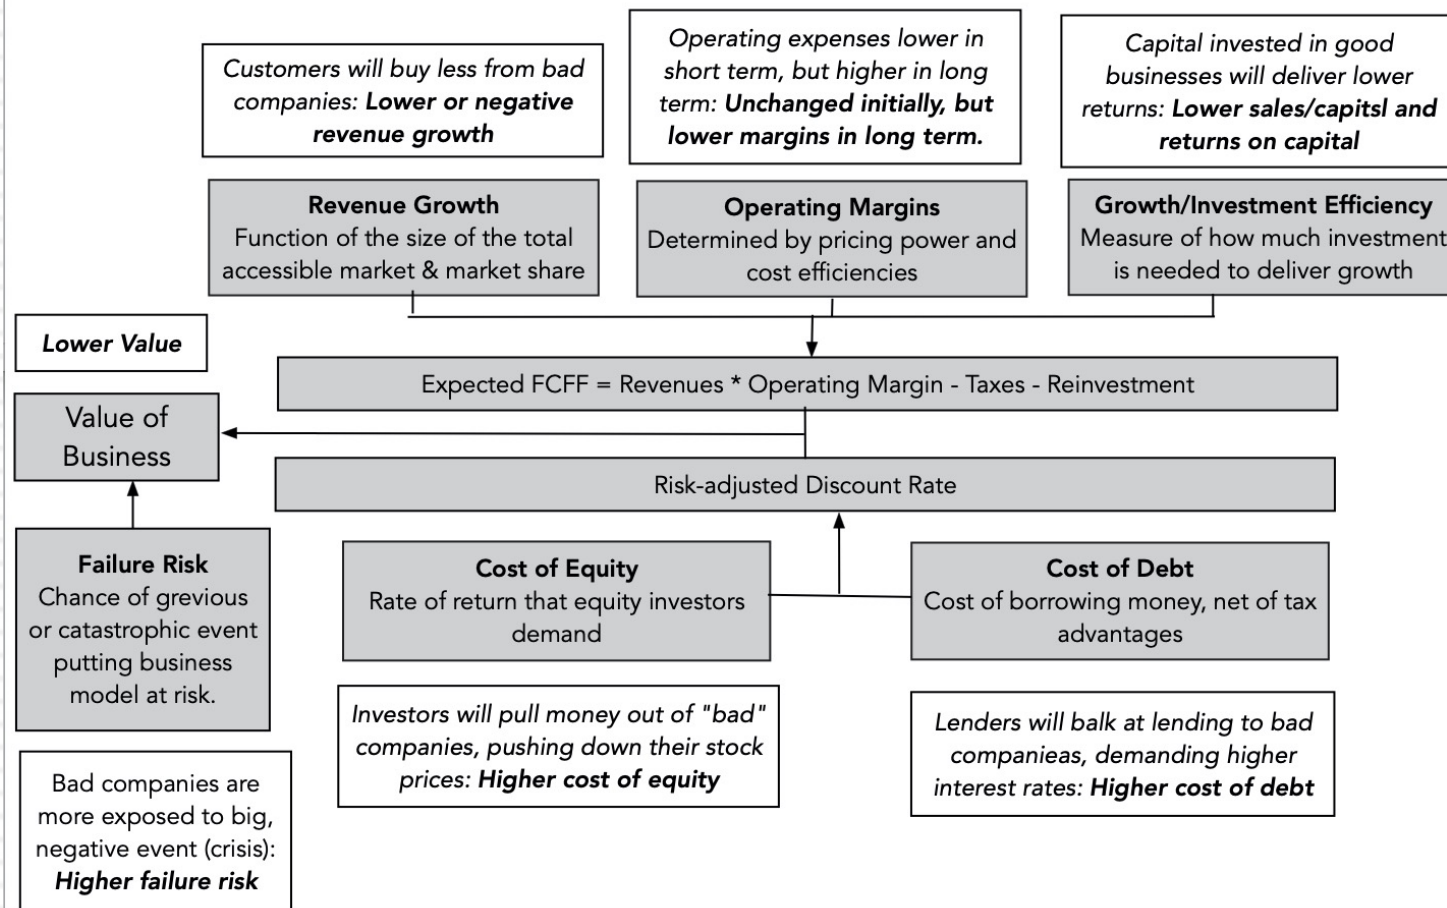 Customers will buy less from bad
companies: Lower or negative
revenue growth
Operating expenses lower in
short term, but higher in long
term: Unchanged initially, but
lower margins in long term.
Capital invested in good
businesses will deliver lower
returns: Lower sales/capitsl and
returns on capital
Revenue Growth
Function of the size of the total
accessible market & market share
Operating Margins
Determined by pricing power and
cost efficiencies
Growth/Investment Efficiency
Measure of how much investment
is needed to deliver growth
Lower Value
Expected FCFF = Revenues * Operating Margin - Taxes - Reinvestment
Value of
Business
Risk-adjusted Discount Rate
Failure Risk
Chance of grevious
or catastrophic event
putting business
model at risk.
Cost of Equity
Rate of return that equity investors
demand
Cost of Debt
Cost of borrowing money, net of tax
advantages
Investors will pull money out of "bad"
companies, pushing down their stock
prices: Higher cost of equity
Lenders will balk at lending to bad
companieas, demanding higher
interest rates: Higher cost of debt
Bad companies are
more exposed to big,
negative event (crisis):
Higher failure risk